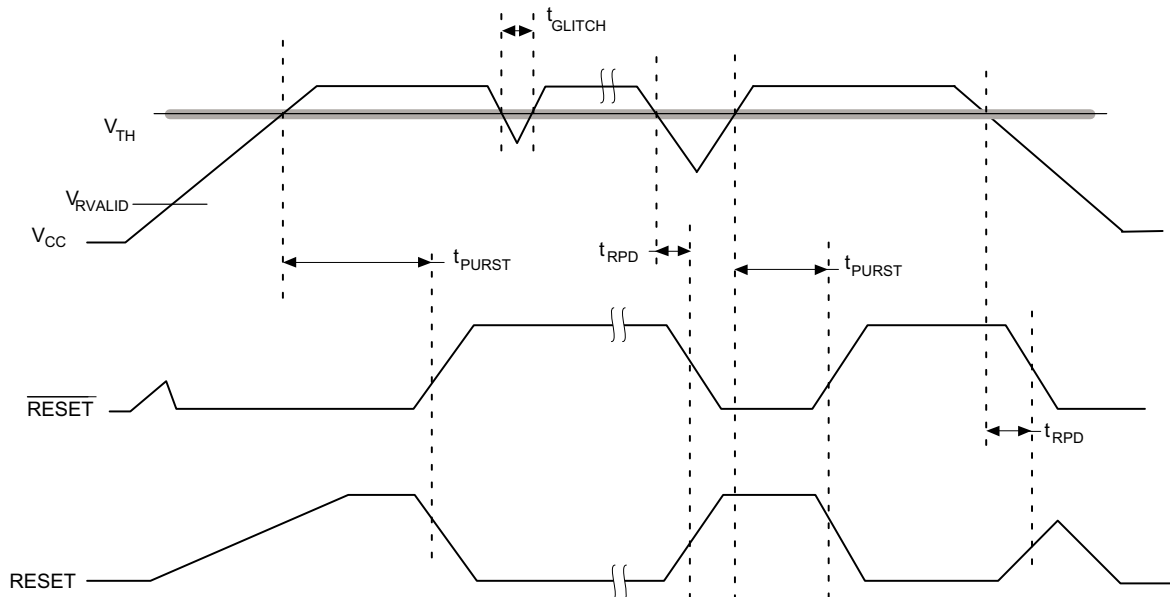 tGLITCH
VTH
VRVALID
VCC
tPURST
tRPD
tPURST
RESET
tRPD
RESET